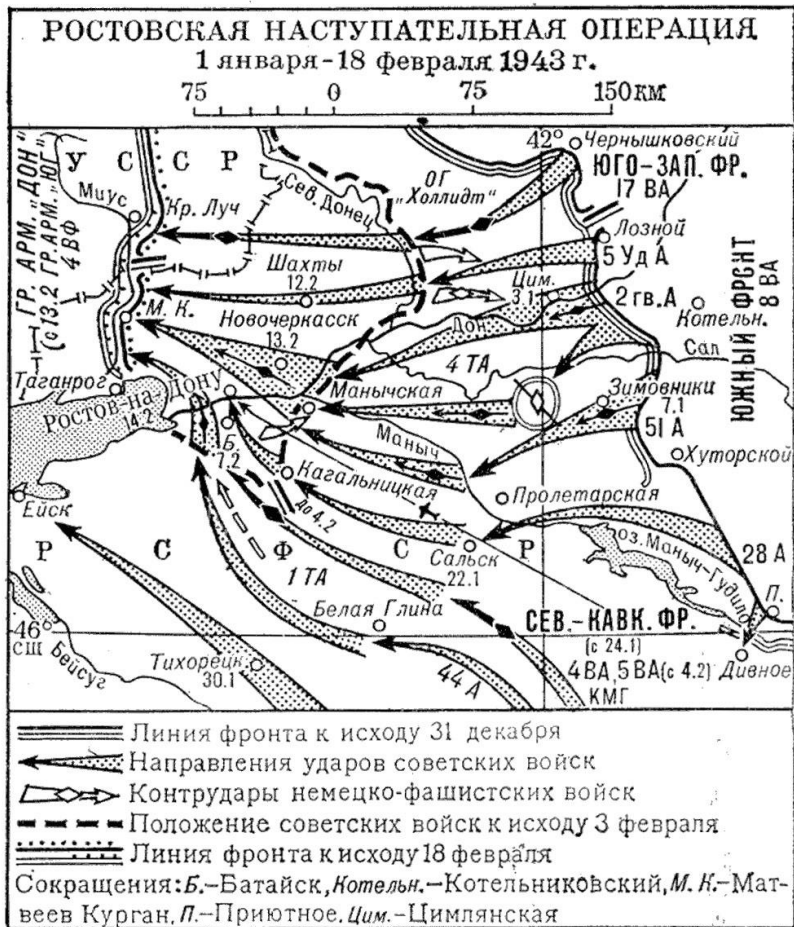 РОСТОВСКАЯ НАСТУПАТЕЛЬНАЯ ОПЕРАЦИЯ
1 января-18 февраля 1943 г.
75 0 75 150 км
42°
Чернышковский
У С С Р
ЮГО-ЗАП. ФР.
17 ВА
ОГ
"Холлидт"
Сев. Донец
Миус
Кр. Луч
Лозной
5 Уд А
ГР. АРМ. "ДОН"
(с 13.2 ГР. АРМ. "ЮГ"
4 ВФ
Шахты
12.2
Цим.
3.1
2 гв. А
ЮЖНЫЙ ФРОНТ
8 ВА
Котельн.
М. К.
Новочеркасск
13.2
Дон
Сал
4 ТА
Таганрог
Ростов-на-Дону
14.2
Манычская
Зимовники
7.1
51 А
Б.
7.2
Маныч
Хуторской
Кагальницкая
до 4.2
Пролетарская
Ейск
Р С Ф С Р
Сальск
22.1
оз. Маныч-Гудило
28 А
1 ТА
П.
Белая Глина
СЕВ.-КАВК. ФР.
(с 24.1)
4 ВА, 5 ВА (с 4.2)
КМГ
Дивное
46°
СШ
Бейсуг
Тихорецк.
30.1
44 А
Линия фронта к исходу 31 декабря
Направления ударов советских войск
Контрудары немецко-фашистских войск
Положение советских войск к исходу 3 февраля
Линия фронта к исходу 18 февраля
Сокращения: Б.-Батайск, Котельн.-Котельниковский, М. К.-Мат-
веев Курган, П.-Приютное. Цим.-Цимлянская